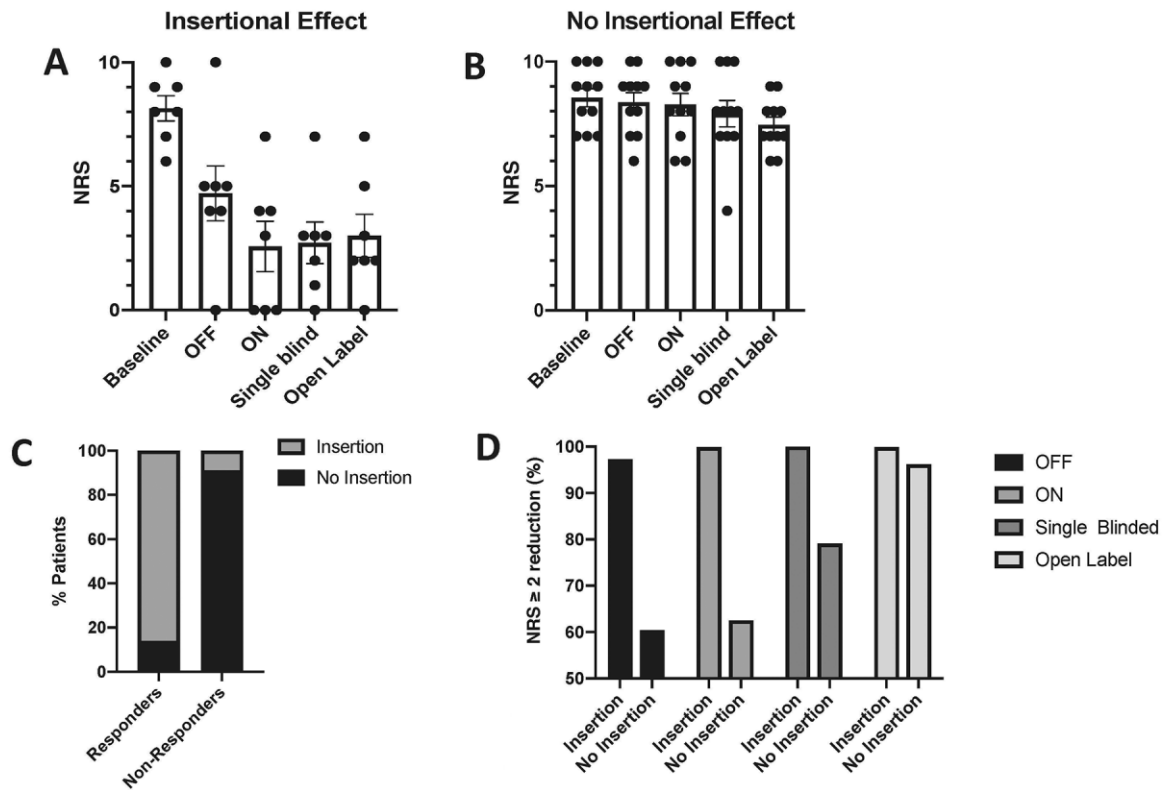 Insertional Effect
A
NRS
10
5
0
Baseline
OFF
ON
Single blind
Open Label
No Insertional Effect
B
NRS
10
5
0
Baseline
OFF
ON
Single blind
Open Label
C
% Patients
100
80
60
40
20
0
Responders
Non-Responders
Insertion
No Insertion
D
NRS ≥ 2 reduction (%)
100
90
80
70
60
50
Insertion
No Insertion
Insertion
No Insertion
Insertion
No Insertion
Insertion
No Insertion
OFF
ON
Single Blinded
Open Label